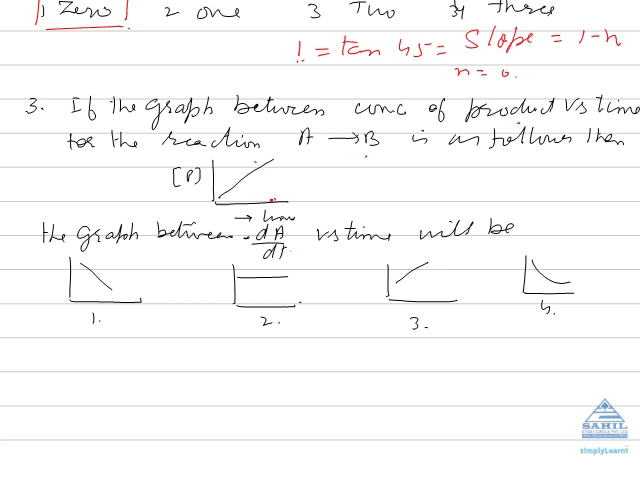 1 Zero 2 one 3 Two 4 three
1 = tan 45 = Slope = 1-n
n = 0.
3. If the Graph between conc of product vs time
for the reaction A → B is as follows then
[P]
→ time
the Graph between - dA/dt vs time will be
1. 2. 3. 4.
SAHIL
simplyLearnt